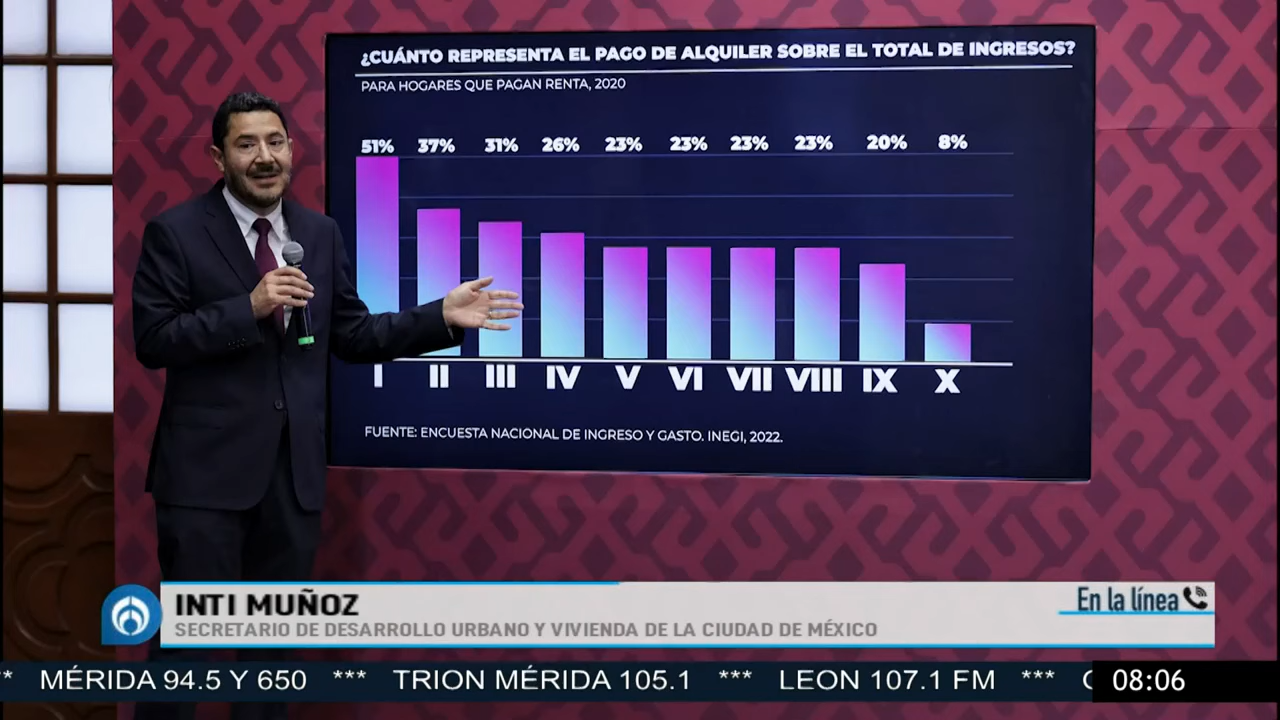 ¿CUÁNTO REPRESENTA EL PAGO DE ALQUILER SOBRE EL TOTAL DE INGRESOS?
PARA HOGARES QUE PAGAN RENTA, 2020
51% 37% 31% 26% 23% 23% 23% 23% 20% 8%
I II III IV V VI VII VIII IX X
FUENTE: ENCUESTA NACIONAL DE INGRESO Y GASTO. INEGI, 2022.
INTI MUÑOZ
En la línea
SECRETARIO DE DESARROLLO URBANO Y VIVIENDA DE LA CIUDAD DE MÉXICO
* MÉRIDA 94.5 Y 650 *** TRION MÉRIDA 105.1 *** LEON 107.1 FM *** 08:06